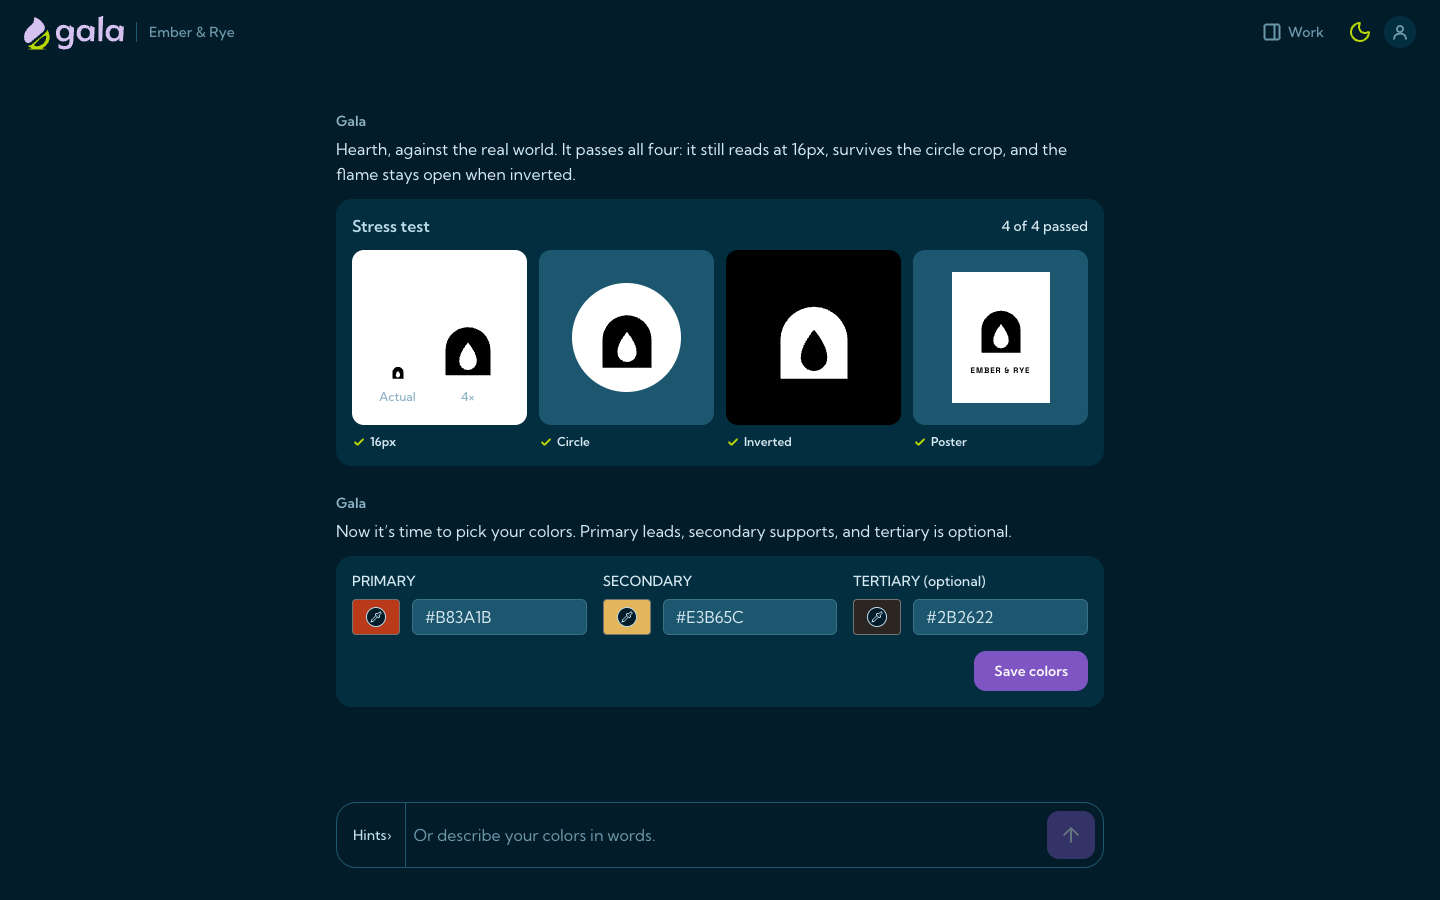 gala
Ember & Rye
Work
Gala
Hearth, against the real world. It passes all four: it still reads at 16px, survives the circle crop, and the
flame stays open when inverted.
Stress test
4 of 4 passed
Actual
4×
EMBER & RYE
16px
Circle
Inverted
Poster
Gala
Now it's time to pick your colors. Primary leads, secondary supports, and tertiary is optional.
PRIMARY
SECONDARY
TERTIARY (optional)
#B83A1B
#E3B65C
#2B2622
Save colors
Hints›
Or describe your colors in words.